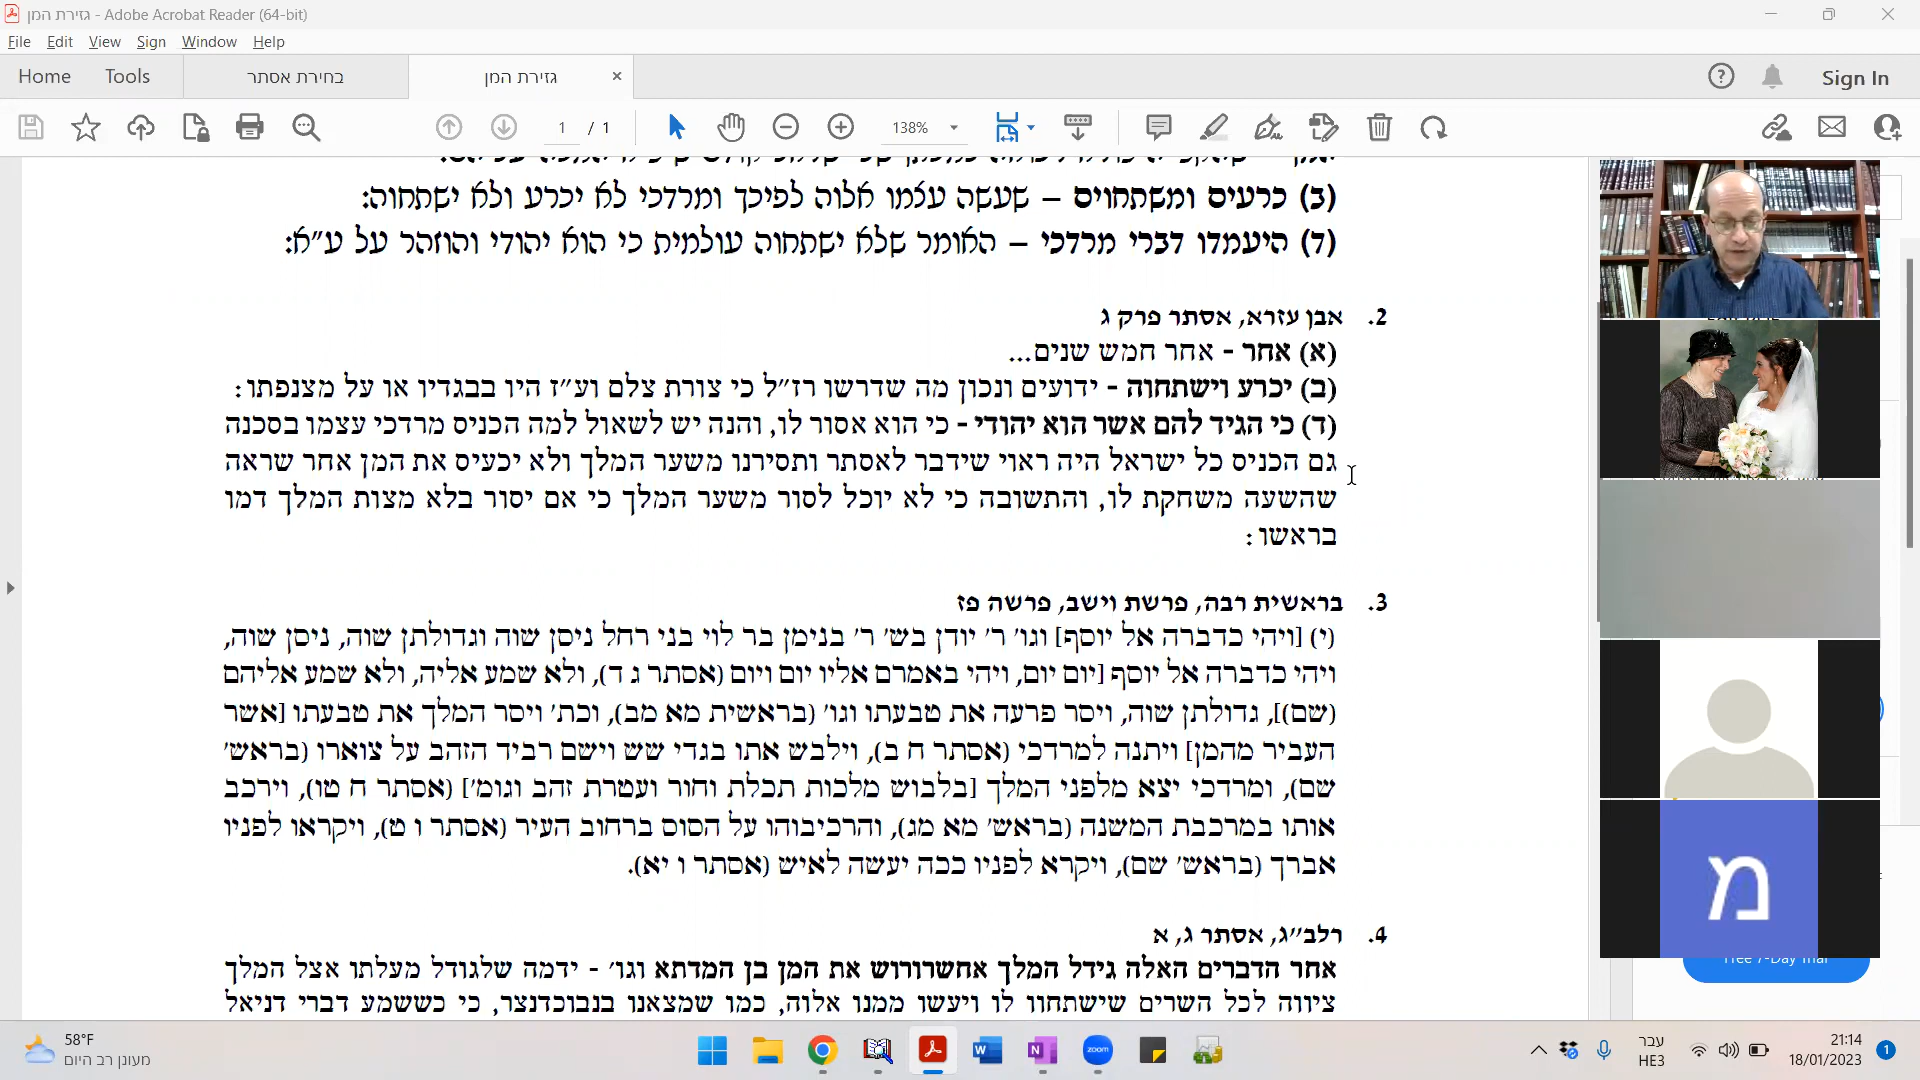 גזירת המן - Adobe Acrobat Reader (64-bit)
File Edit View Sign Window Help
Home Tools בחירת אסתר גזירת המן × Sign In
1 / 1 138%
(ב) כרעים ומשתחוים – שעשה עצמו אלוה לפיכך ומרדכי לא יכרע ולא ישתחוה:
(ד) היעמדו דברי מרדכי – האומר שלא ישתחוה עולמית כי הוא יהודי והוזהר על ע"א:
2. אבן עזרא, אסתר פרק ג
(א) אחר - אחר חמש שנים...
(ב) יכרע וישתחוה - ידועים ונכון מה שדרשו רז"ל כי צורת צלם וע"ז היו בבגדיו או על מצנפתו:
(ד) כי הגיד להם אשר הוא יהודי - כי הוא אסור לו, והנה יש לשאול למה הכניס מרדכי עצמו בסכנה
גם הכניס כל ישראל היה ראוי שידבר לאסתר ותסירנו משער המלך ולא יכעיס את המן אחר שראה
שהשעה משחקת לו, והתשובה כי לא יוכל לסור משער המלך כי אם יסור בלא מצות המלך דמו
בראשו:
3. בראשית רבה, פרשת וישב, פרשה פז
(י) [ויהי כדברה אל יוסף] וגו' ר' יודן בש' ר' בנימן בר לוי בני רחל ניסן שוה וגדולתן שוה, ניסן שוה,
ויהי כדברה אל יוסף [יום יום, ויהי באמרם אליו יום ויום (אסתר ג ד), ולא שמע אליה, ולא שמע אליהם
(שם)], גדולתן שוה, ויסר פרעה את טבעתו וגו' (בראשית מא מב), וכת' ויסר המלך את טבעתו [אשר
העביר מהמן] ויתנה למרדכי (אסתר ח ב), וילבש אתו בגדי שש וישם רביד הזהב על צוארו (בראש'
שם), ומרדכי יצא מלפני המלך [בלבוש מלכות תכלת וחור ועטרת זהב וגומ'] (אסתר ח טו), וירכב
אותו במרכבת המשנה (בראש' מא מג), והרכיבוהו על הסוס ברחוב העיר (אסתר ו ט), ויקראו לפניו
אברך (בראש' שם), ויקרא לפניו ככה יעשה לאיש (אסתר ו יא).
4. רלב"ג, אסתר ג, א
אחר הדברים האלה גידל המלך אחשרורוש את המן בן המדתא וגו' - ידמה שלגודל מעלתו אצל המלך
ציווה לכל השרים שישתחוו לו ויעשו ממנו אלוה, כמו שמצאנו בנבוכדנצר, כי כששמע דברי דניאל
מ
58°F
מעונן רב היום
עבר
HE3
21:14
18/01/2023
1